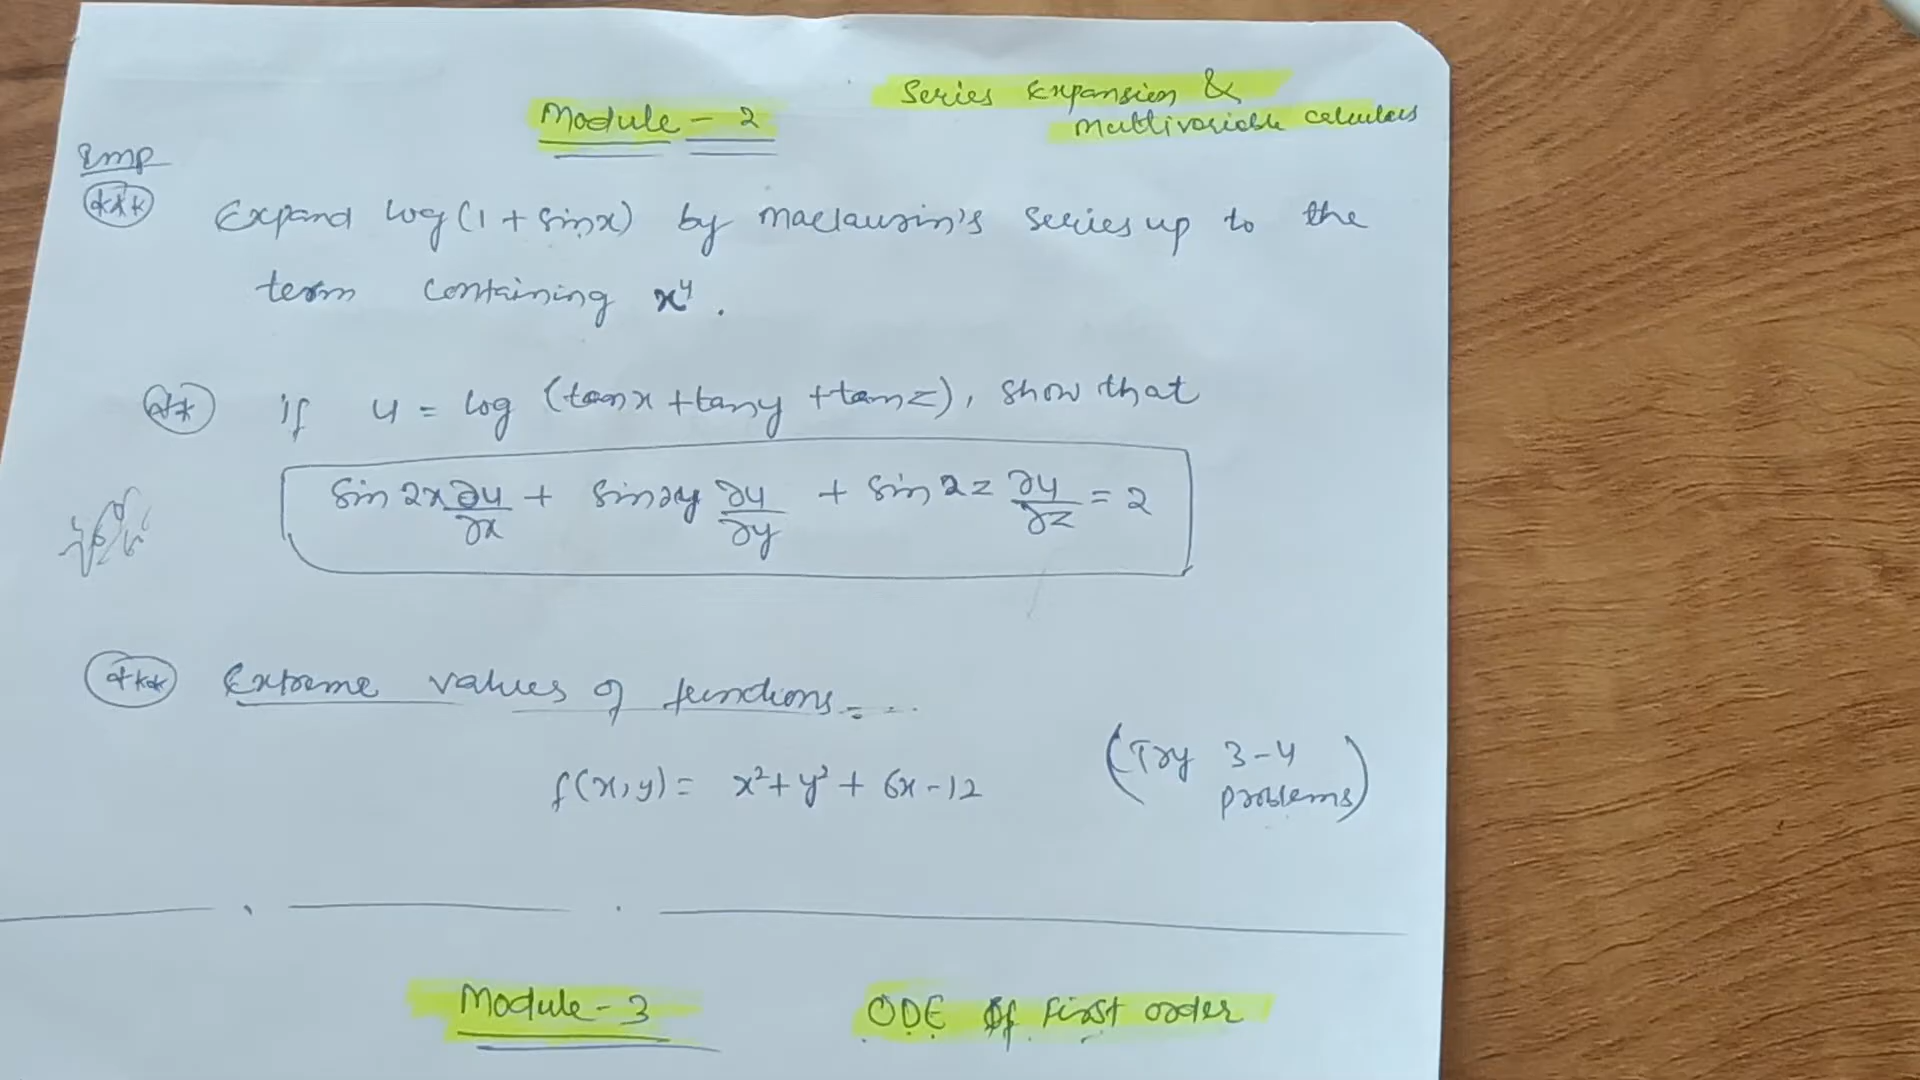 Module - 2
Series Expansion &
Multivariable calculus
Imp
***
Expand log(1 + sinx) by maclaurin's series up to the
term containing x⁴.
** If u = log (tanx + tany + tanz), show that
sin 2x ∂u/∂x + sin2y ∂u/∂y + sin 2z ∂u/∂z = 2
*** Extreme values of functions - ...
f(x,y) = x² + y² + 6x - 12
(Try 3-4
problems)
Module - 3
ODE of First order